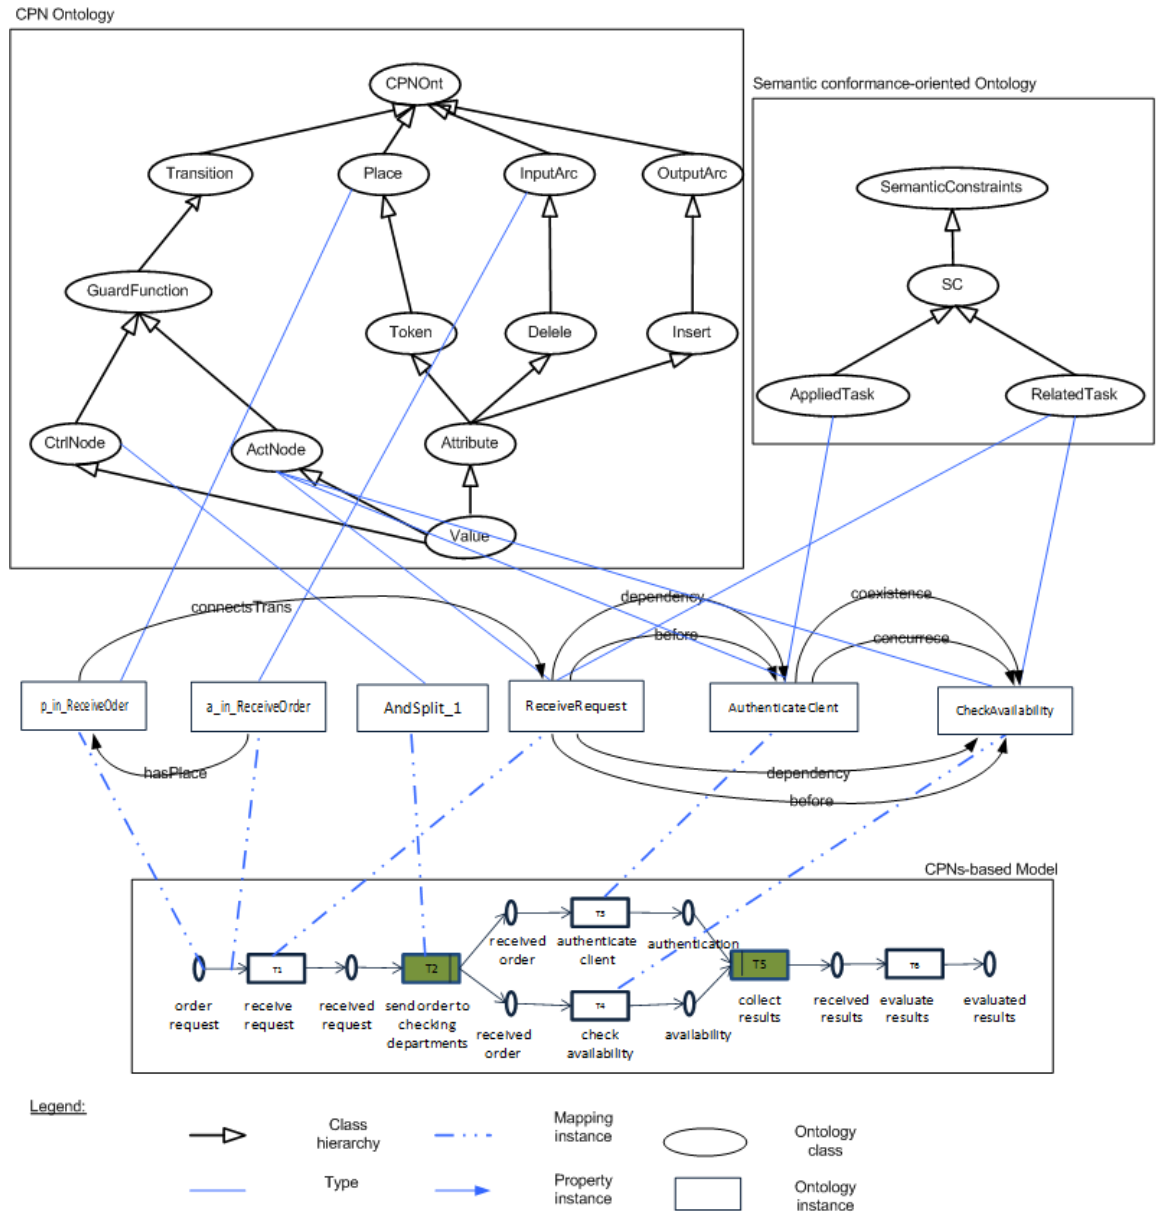 CPN Ontology
CPNOnt
Semantic conformance-oriented Ontology
Transition
Place
InputArc
OutputArc
SemanticConstraints
GuardFunction
SC
Token
Delele
Insert
AppliedTask
RelatedTask
CtrlNode
ActNode
Attribute
Value
connectsTrans
dependency
coexistence
before
concurrese
p_in_ReceiveOder
a_in_ReceiveOrder
AndSplit_1
ReceiveRequest
AuthenticateClent
CheckAvailability
hasPlace
dependency
before
CPNs-based Model
T3
received
order
authenticate
client
authentication
T1
T2
T5
T6
order
request
receive
request
received
request
send order to
checking
departments
T4
received
order
check
availability
availability
collect
results
received
results
evaluate
results
evaluated
results
Legend:
Class
hierarchy
Mapping
instance
Ontology
class
Type
Property
instance
Ontology
instance